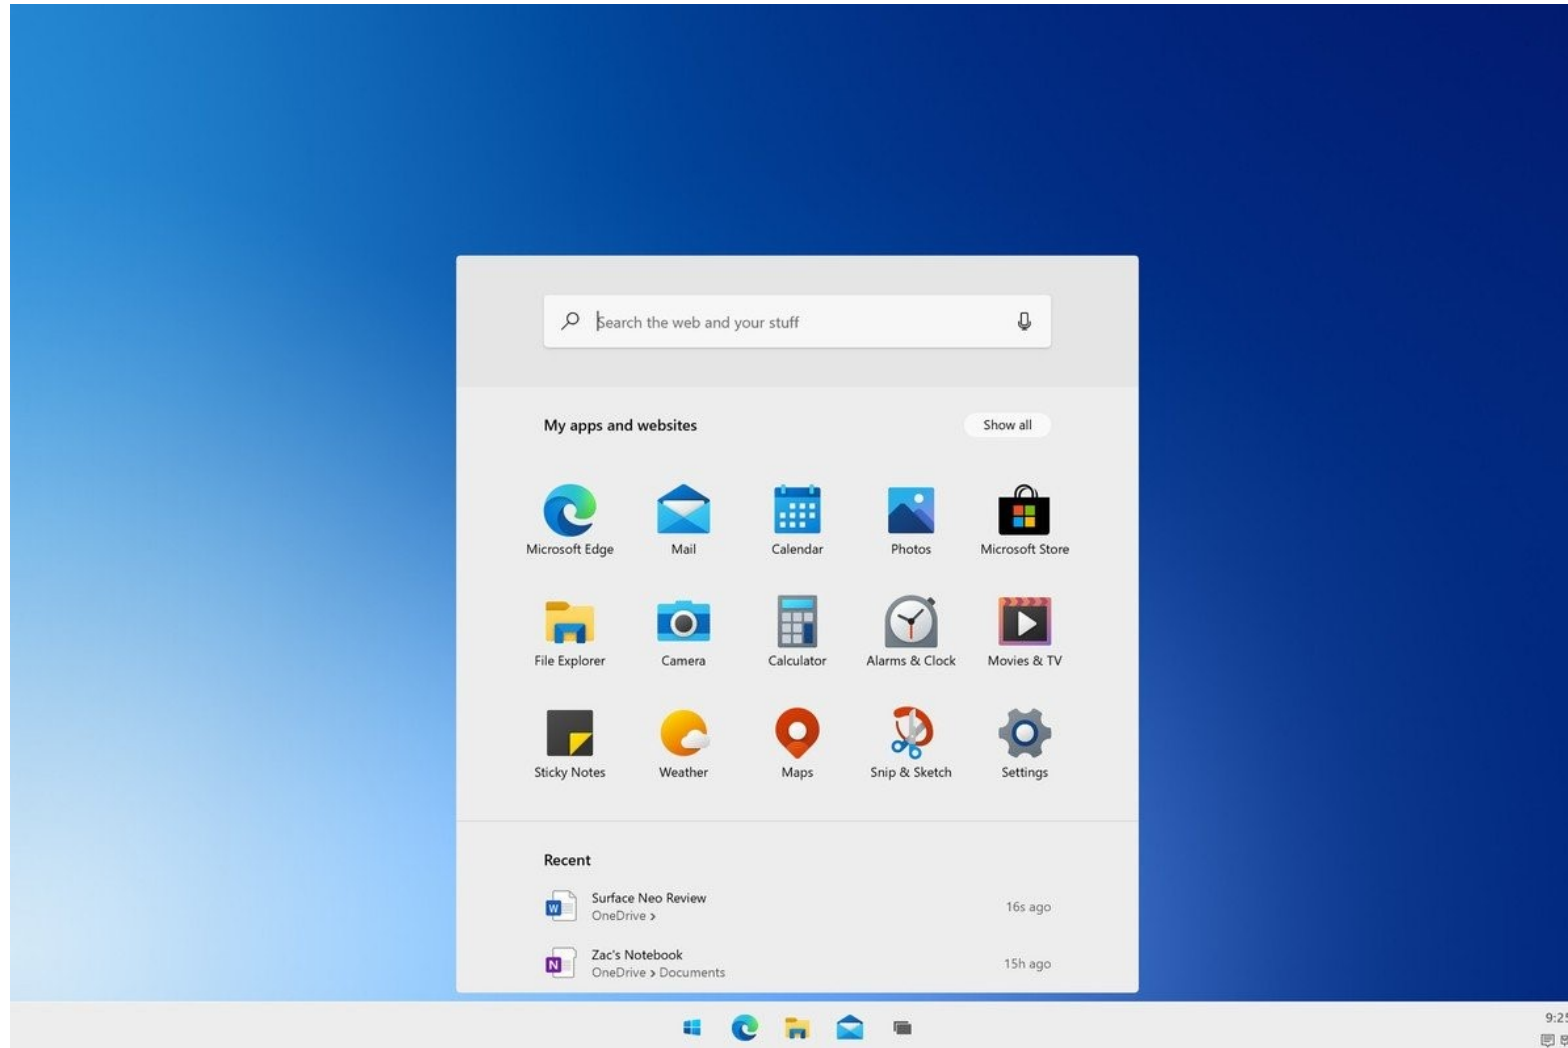 Search the web and your stuff
My apps and websites
Show all
Microsoft Edge
Mail
Calendar
Photos
Microsoft Store
File Explorer
Camera
Calculator
Alarms & Clock
Movies & TV
Sticky Notes
Weather
Maps
Snip & Sketch
Settings
Recent
Surface Neo Review
OneDrive >
16s ago
Zac's Notebook
OneDrive > Documents
15h ago
9:25